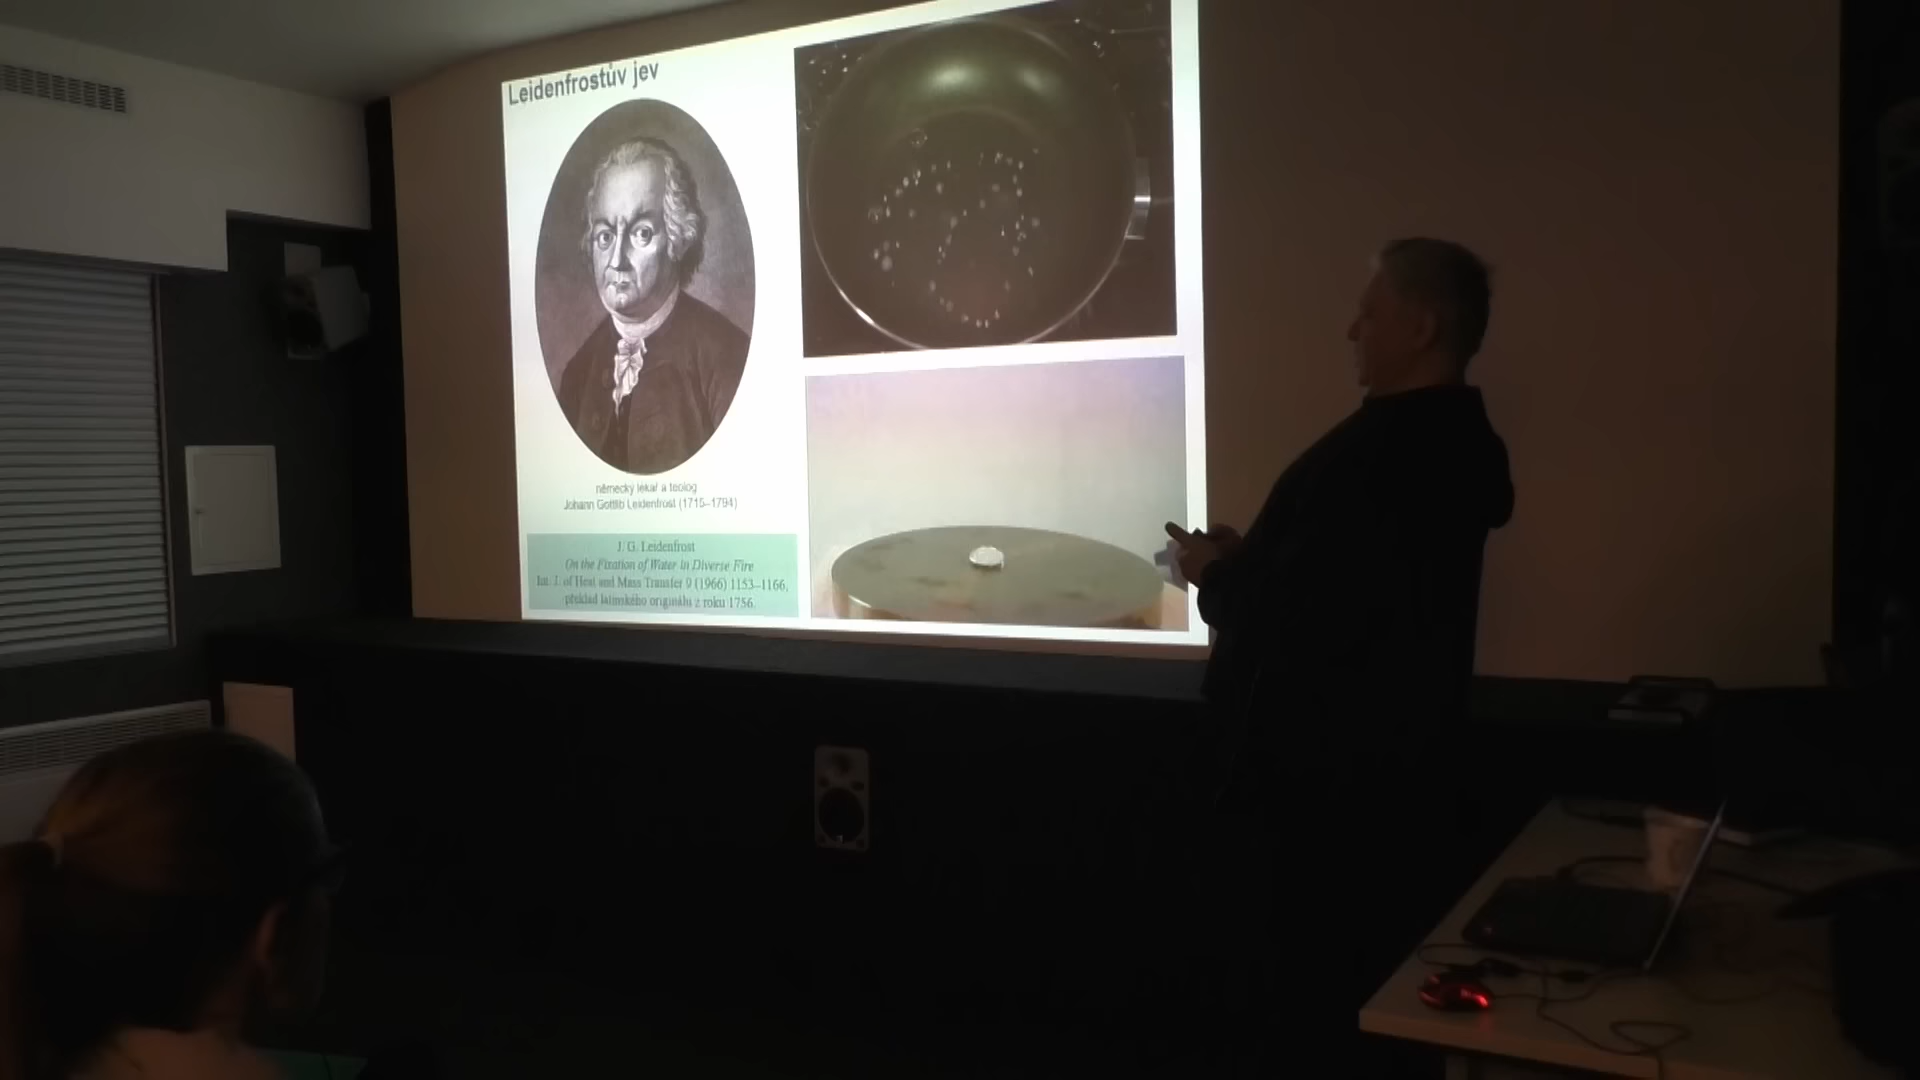 Leidenfrostův jev
německý lékař a teolog
Johann Gottlib Leidenfrost (1715–1794)
J. G. Leidenfrost
On the Fixation of Water in Diverse Fire
Int. J. of Heat and Mass Transfer 9 (1966) 1153–1166,
překlad latinského originálu z roku 1756.